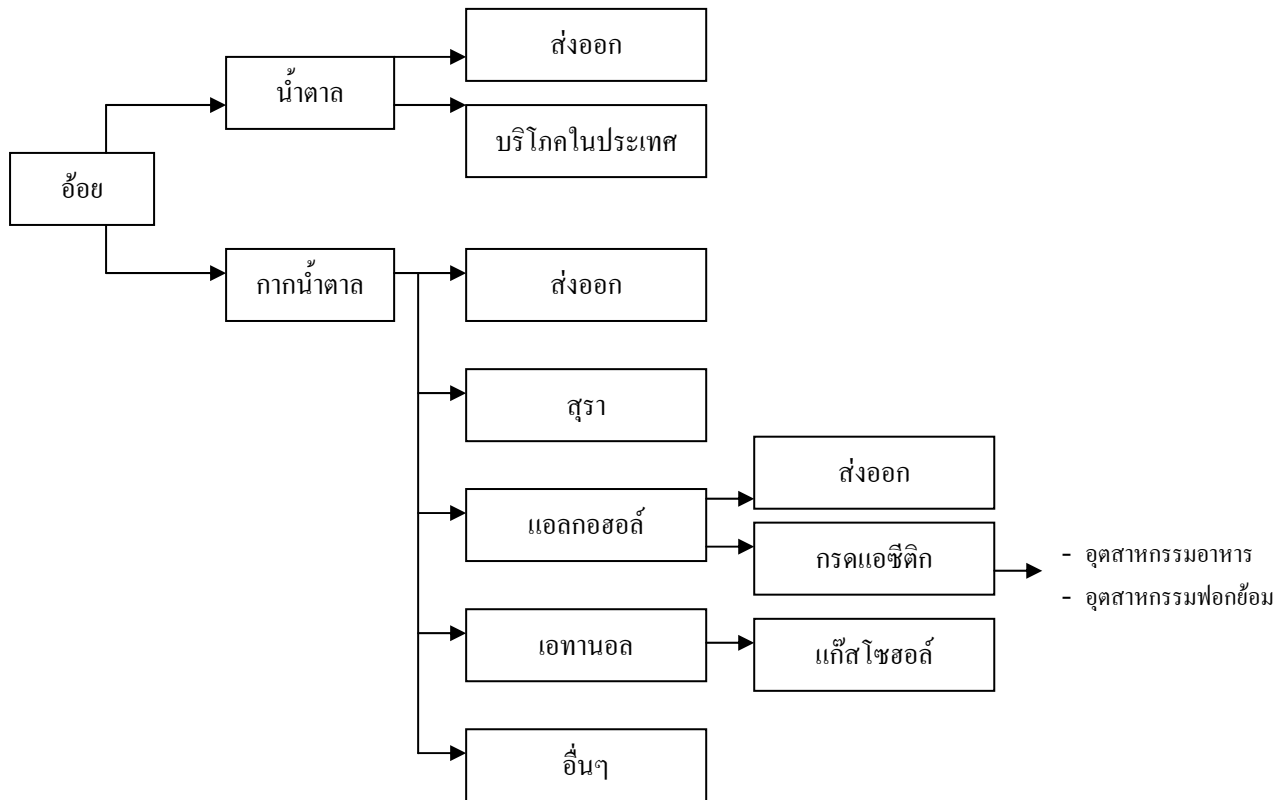 ส่งออก
น้ำตาล
บริโภคในประเทศ
อ้อย
กากน้ำตาล
ส่งออก
สุรา
ส่งออก
แอลกอฮอล์
กรดแอซีติก
- อุตสาหกรรมอาหาร
- อุตสาหกรรมฟอกย้อม
เอทานอล
แก๊สโซฮอล์
อื่นๆ